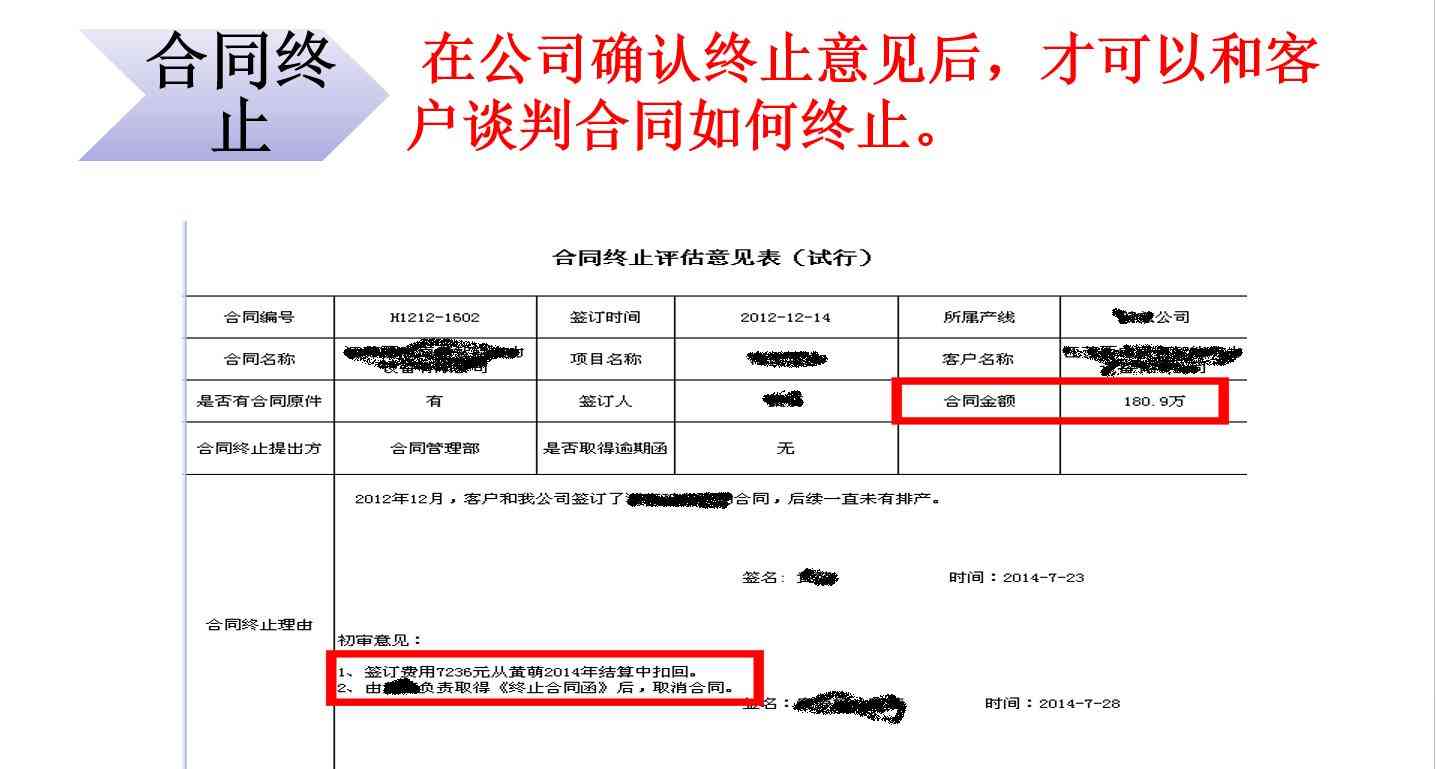 合同终
止
在公司确认终止意见后，才可以和客
户谈判合同如何终止。
合同终止评估意见表（试行）
合同编号 H1212-1602 签订时间 2012-12-14 所属产线 公司
合同名称 项目名称 客户名称
是否有合同原件 有 签订人 合同金额 180.9万
合同终止提出方 合同管理部 是否取得逾期函 无
2012年12月，客户和我公司签订了 合同，后续一直未有排产。
签名: 时间：2014-7-23
合同终止理由
初审意见：
1、签订费用7236元从黄萌2014年结算中扣回。
2、由 负责取得《终止合同函》后，取消合同。
签名： 时间：2014-7-28